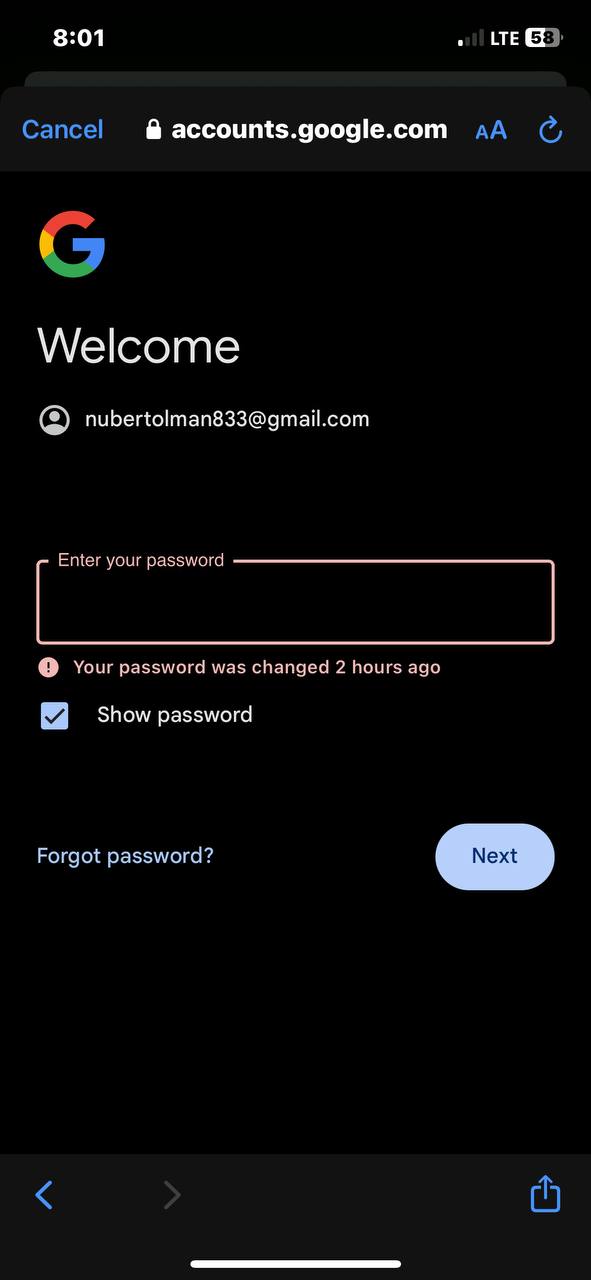 8:01
LTE 58
Cancel
accounts.google.com
AA
Welcome
nubertolman833@gmail.com
Enter your password
Your password was changed 2 hours ago
Show password
Forgot password?
Next